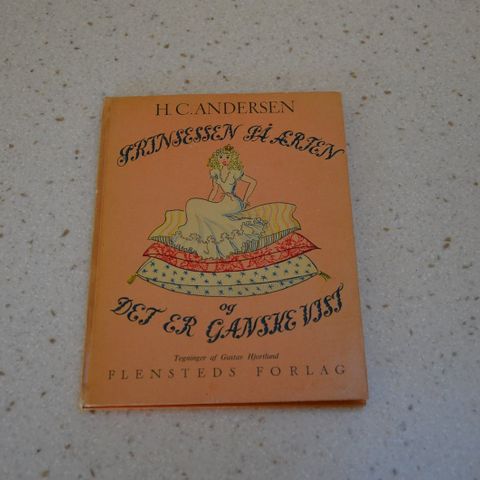 H. C. ANDERSEN
PRINSESSEN PÅ ÆRTEN
og
DET ER GANSKE VIST
Tegninger af Gustav Hjortlund
FLENSTEDS FORLAG